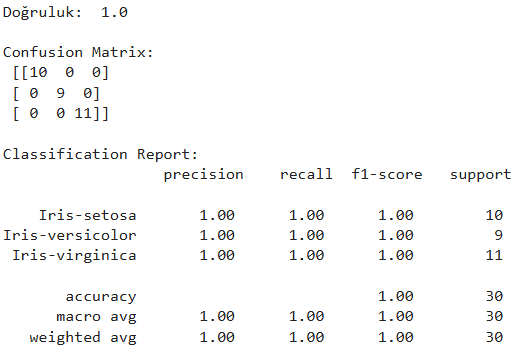 Doğruluk:  1.0
Confusion Matrix:
 [[10  0  0]
 [ 0  9  0]
 [ 0  0 11]]
Classification Report:
                 precision    recall  f1-score   support
    Iris-setosa       1.00      1.00      1.00        10
Iris-versicolor       1.00      1.00      1.00         9
 Iris-virginica       1.00      1.00      1.00        11
       accuracy                           1.00        30
      macro avg       1.00      1.00      1.00        30
   weighted avg       1.00      1.00      1.00        30